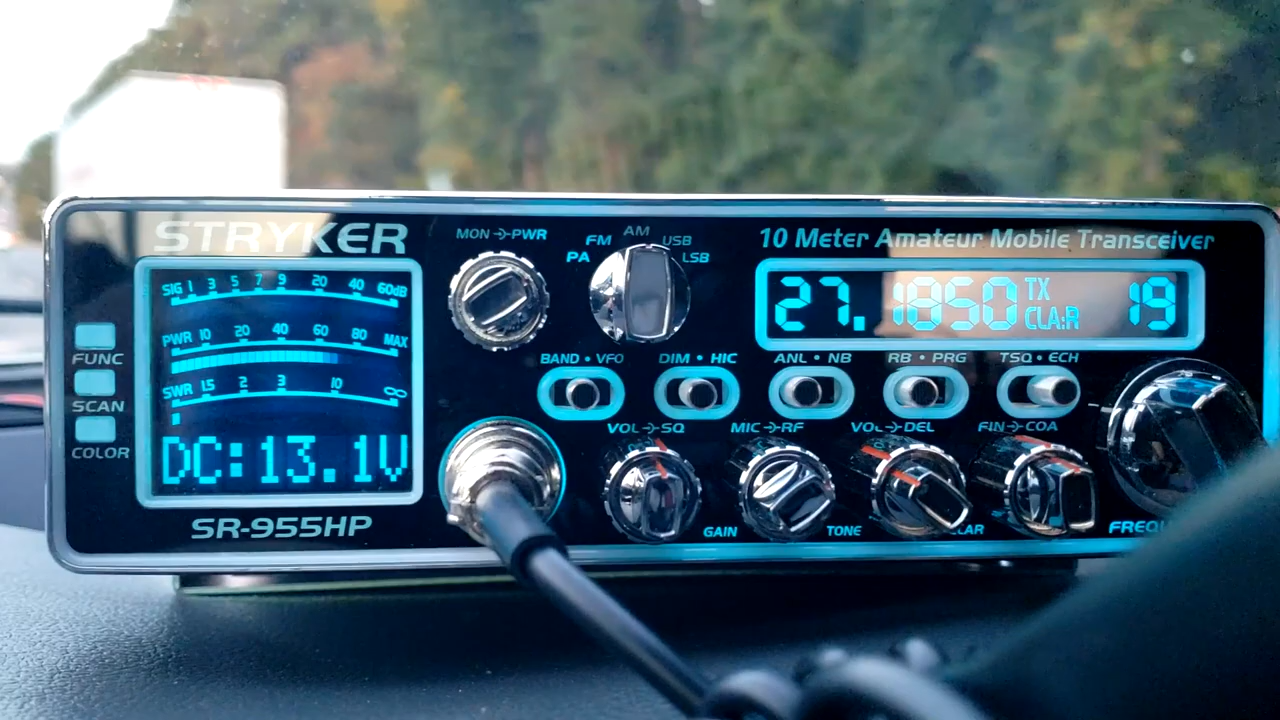 STRYKER
MON→PWR
PA FM AM USB LSB
10 Meter Amateur Mobile Transceiver
SIG 1 3 5 7 9 20 40 60dB
27.1850 TX CLA:R 19
PWR 10 20 40 60 80 MAX
FUNC
BAND • VFO
DIM • HIC
ANL • NB
RB • PRG
TSQ • ECH
SWR 1.5 2 3 10 ∞
SCAN
VOL→SQ
MIC→RF
VOL→DEL
FIN→COA
COLOR
DC:13.1V
SR-955HP
GAIN
TONE